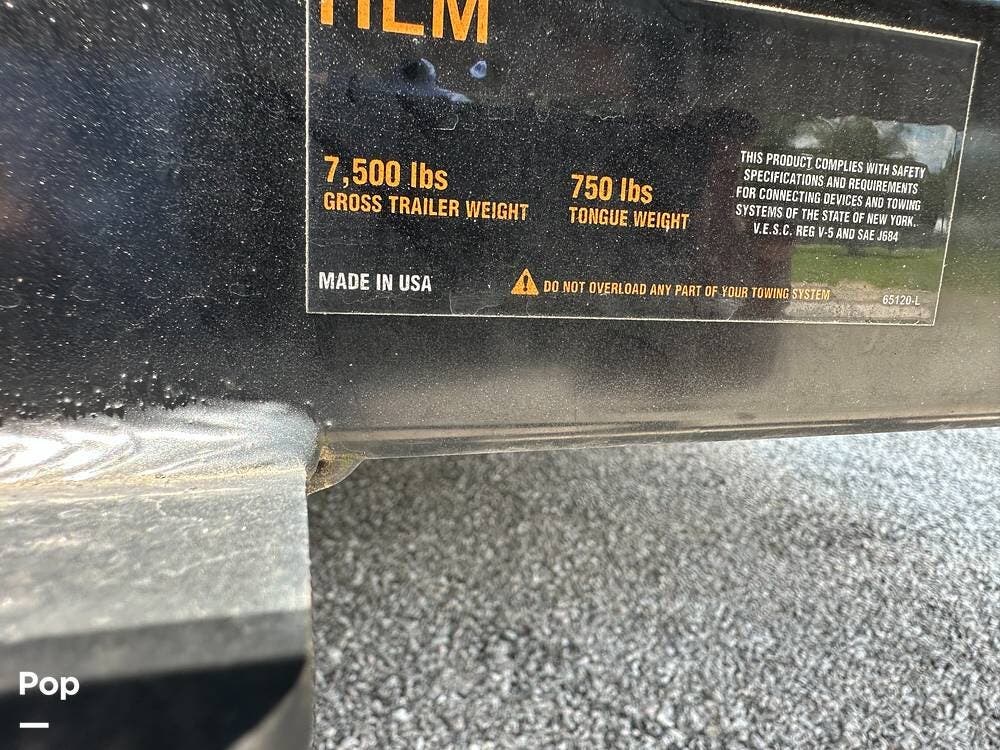 7,500 lbs
GROSS TRAILER WEIGHT
750 lbs
TONGUE WEIGHT
THIS PRODUCT COMPLIES WITH SAFETY
SPECIFICATIONS AND REQUIREMENTS
FOR CONNECTING DEVICES AND TOWING
SYSTEMS OF THE STATE OF NEW YORK.
V.E.S.C. REG V-5 AND SAE J684
MADE IN USA
DO NOT OVERLOAD ANY PART OF YOUR TOWING SYSTEM
65120-L
Pop